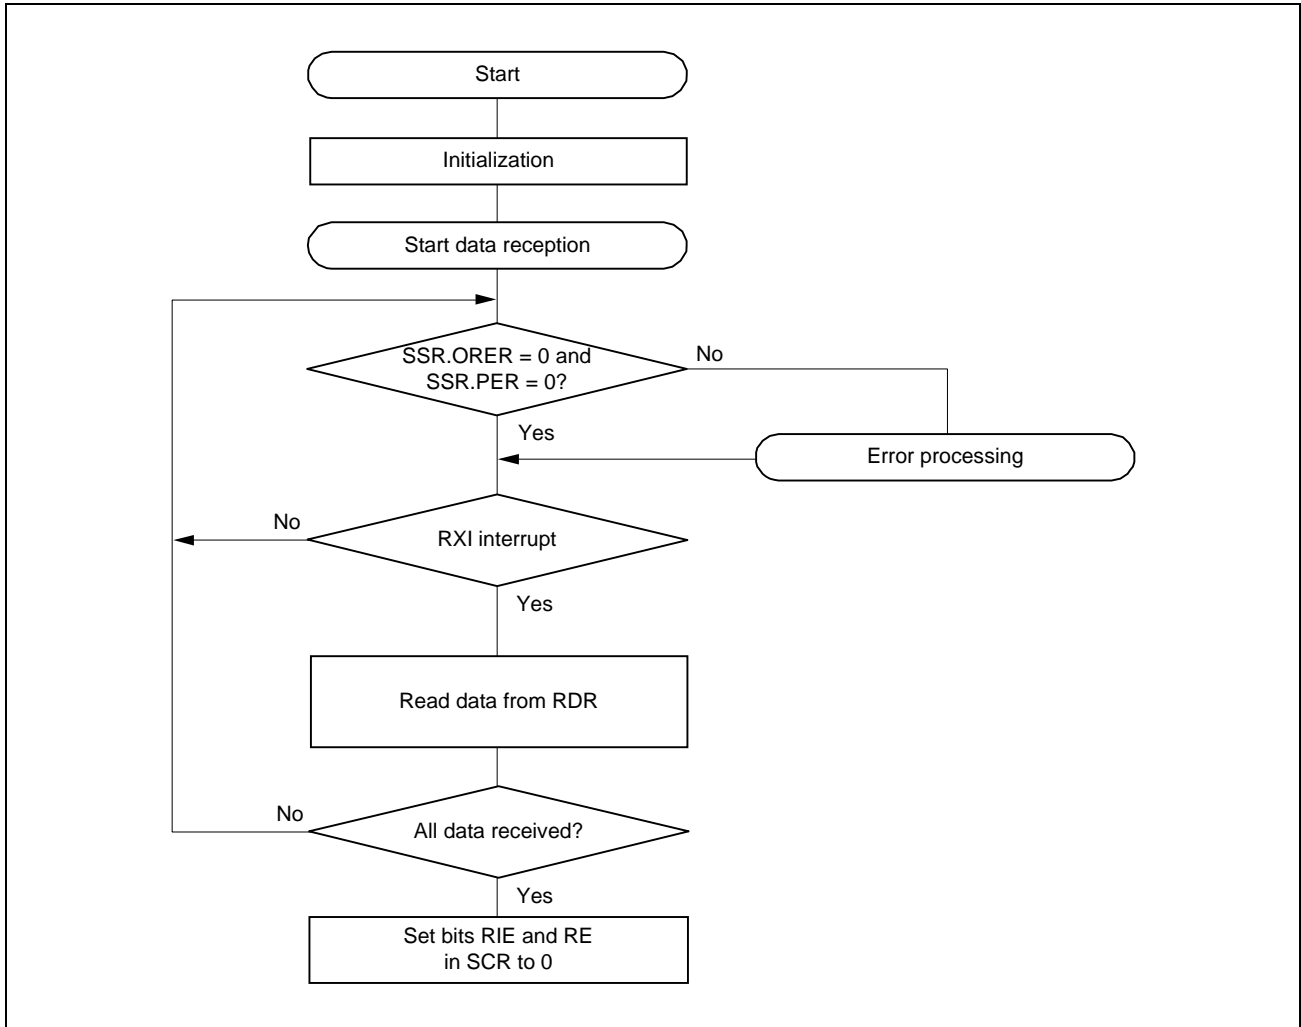 Start
Initialization
Start data reception
SSR.ORER = 0 and
SSR.PER = 0?
No
Yes
Error processing
No
RXI interrupt
Yes
Read data from RDR
No
All data received?
Yes
Set bits RIE and RE
in SCR to 0